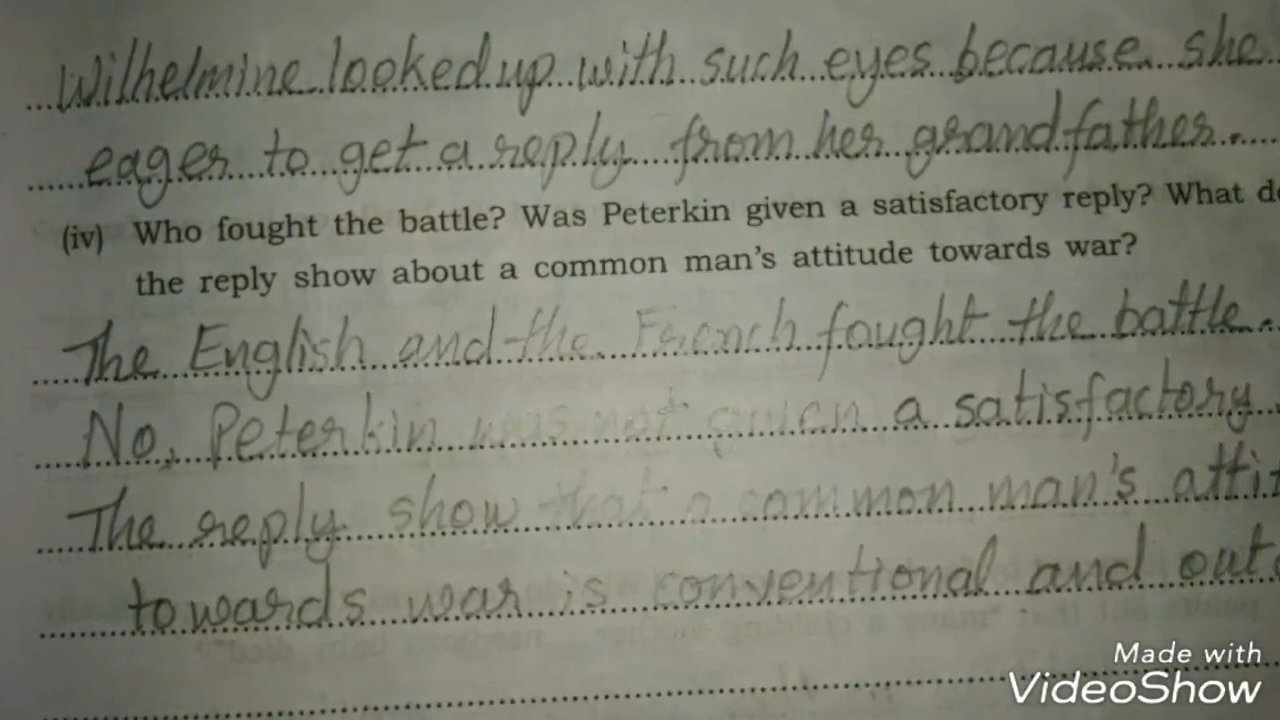 Wilhelmine looked up with such eyes because she
eager to get a reply from her grandfather.
(iv) Who fought the battle? Was Peterkin given a satisfactory reply? What
the reply show about a common man's attitude towards war?
The English and the French fought the battle.
No, Peterkin was not given a satisfactory
The reply show that a common man's
towards war is conventional and
Made with
VideoShow